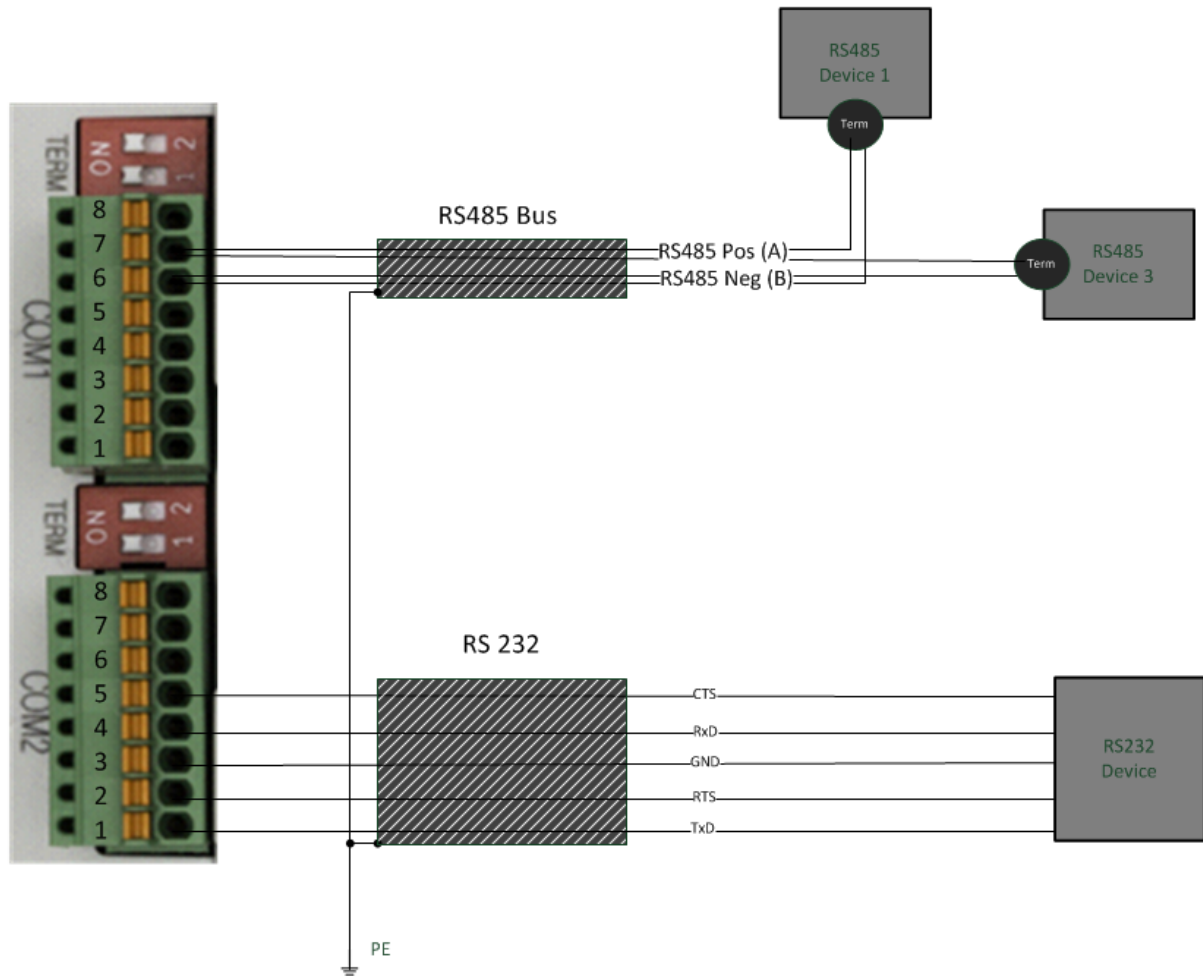 RS485
Device 1
Term
TERM
ON
2
1
8
7
6
5
4
3
2
1
COM1
RS485 Bus
RS485 Pos (A)
RS485 Neg (B)
Term
RS485
Device 3
TERM
ON
2
1
8
7
6
5
4
3
2
1
COM2
RS 232
CTS
RxD
GND
RTS
TxD
RS232
Device
PE